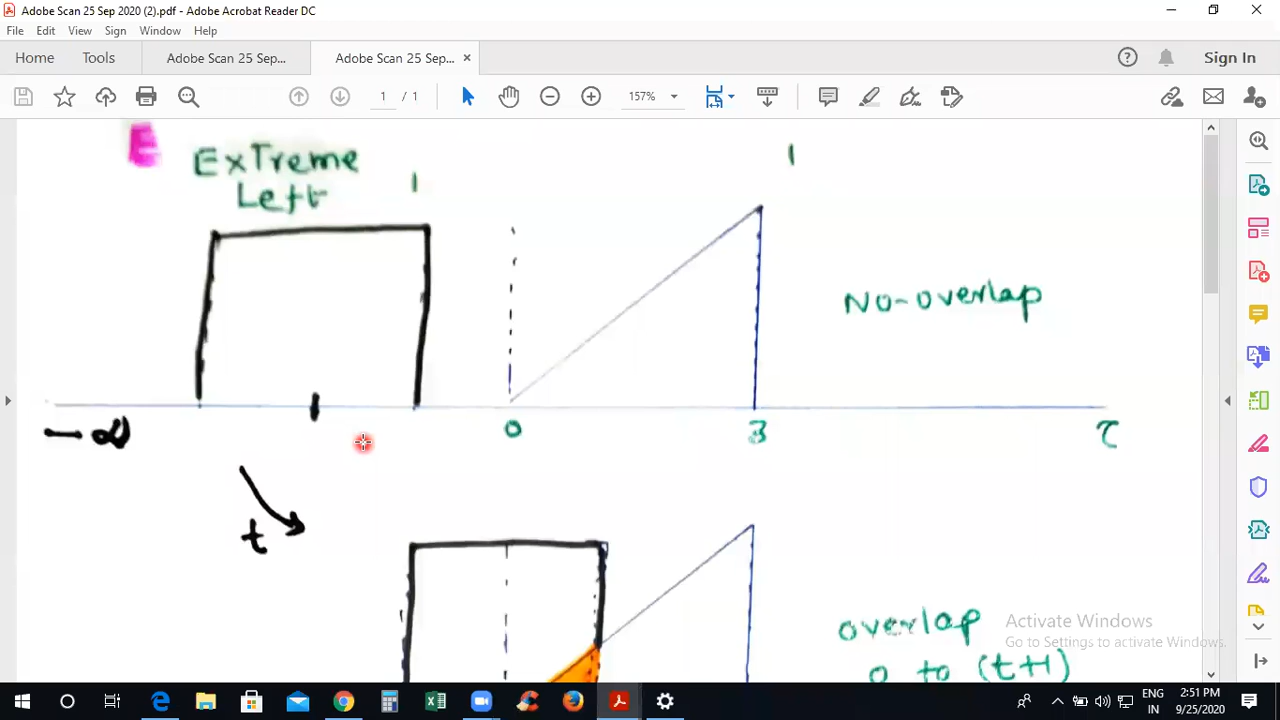 Adobe Scan 25 Sep 2020 (2).pdf - Adobe Acrobat Reader DC
File Edit View Sign Window Help
Home Tools Adobe Scan 25 Sep... Adobe Scan 25 Sep... × Sign In
1 / 1 157%
E
ExTreme
Left
No-overlap
-∞ 0 3 τ
t
overlap
0 to (t+1)
Activate Windows
Go to Settings to activate Windows.
ENG 2:51 PM
IN 9/25/2020